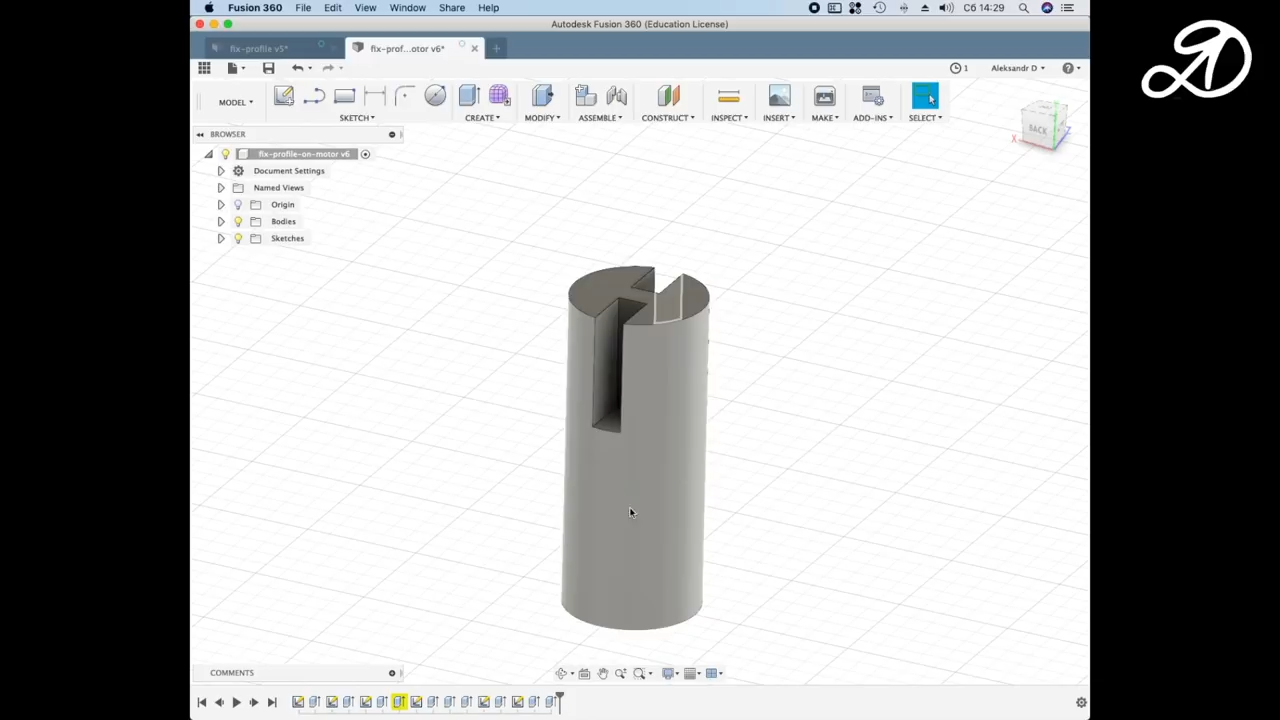 Fusion 360 File Edit View Window Share Help Сб 14:29
Autodesk Fusion 360 (Education License)
fix-profile v5* fix-prof...otor v6*
1 Aleksandr D
MODEL SKETCH CREATE MODIFY ASSEMBLE CONSTRUCT INSPECT INSERT MAKE ADD-INS SELECT
BROWSER
fix-profile-on-motor v6
Document Settings
Named Views
Origin
Bodies
Sketches
BACK
X
Z
COMMENTS